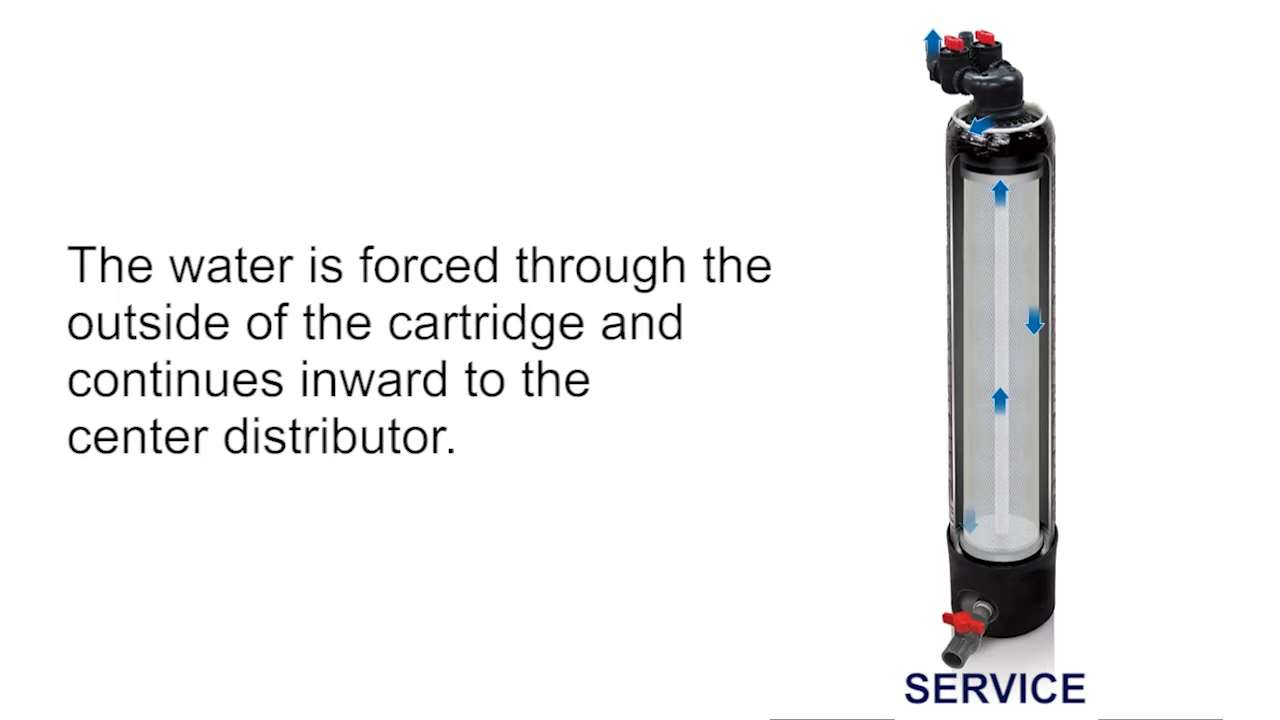 The water is forced through the
outside of the cartridge and
continues inward to the
center distributor.
SERVICE